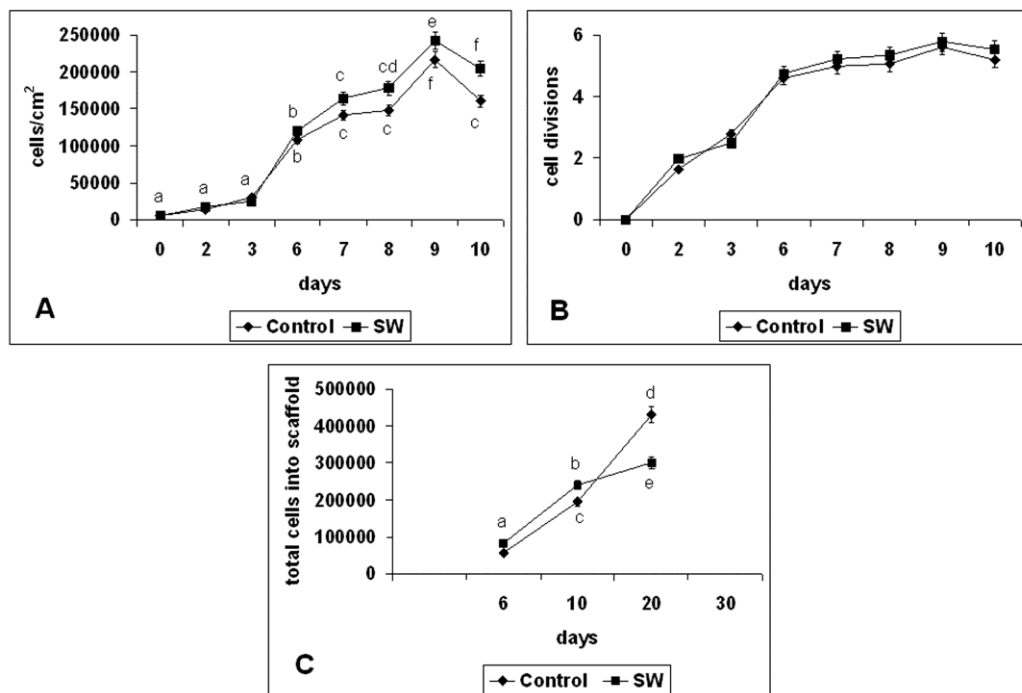 cells/cm²
250000
200000
150000
100000
50000
0
a
a
a
b
b
c
c
cd
c
e
f
f
c
0 2 3 6 7 8 9 10
days
A
Control SW
cell divisions
6
4
2
0
0 2 3 6 7 8 9 10
days
B
Control SW
total cells into scaffold
500000
400000
300000
200000
100000
0
a
b
c
d
e
6 10 20 30
days
C
Control SW